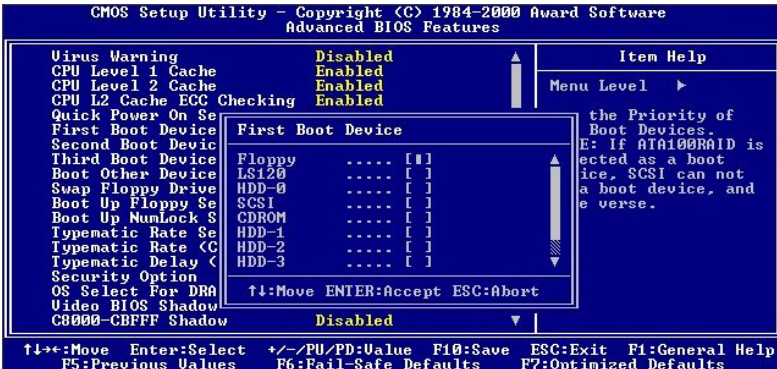 CMOS Setup Utility - Copyright (C) 1984-2000 Award Software
Advanced BIOS Features
Virus Warning Disabled
CPU Level 1 Cache Enabled
CPU Level 2 Cache Enabled
CPU L2 Cache ECC Checking Enabled
Quick Power On Se
First Boot Device
Second Boot Devic
Third Boot Device
Boot Other Device
Swap Floppy Drive
Boot Up Floppy Se
Boot Up NumLock S
Typematic Rate Se
Typematic Rate (C
Typematic Delay (
Security Option
OS Select For DRA
Video BIOS Shadow
C8000-CBFFF Shadow Disabled
First Boot Device
Floppy ..... [▮]
LS120 ..... [ ]
HDD-0 ..... [ ]
SCSI ..... [ ]
CDROM ..... [ ]
HDD-1 ..... [ ]
HDD-2 ..... [ ]
HDD-3 ..... [ ]
↑↓:Move ENTER:Accept ESC:Abort
Item Help
Menu Level ▶
the Priority of
Boot Devices.
E: If ATA100RAID is
ected as a boot
ice, SCSI can not
a boot device, and
e verse.
↑↓→←:Move Enter:Select +/-/PU/PD:Value F10:Save ESC:Exit F1:General Help
F5:Previous Values F6:Fail-Safe Defaults F7:Optimized Defaults